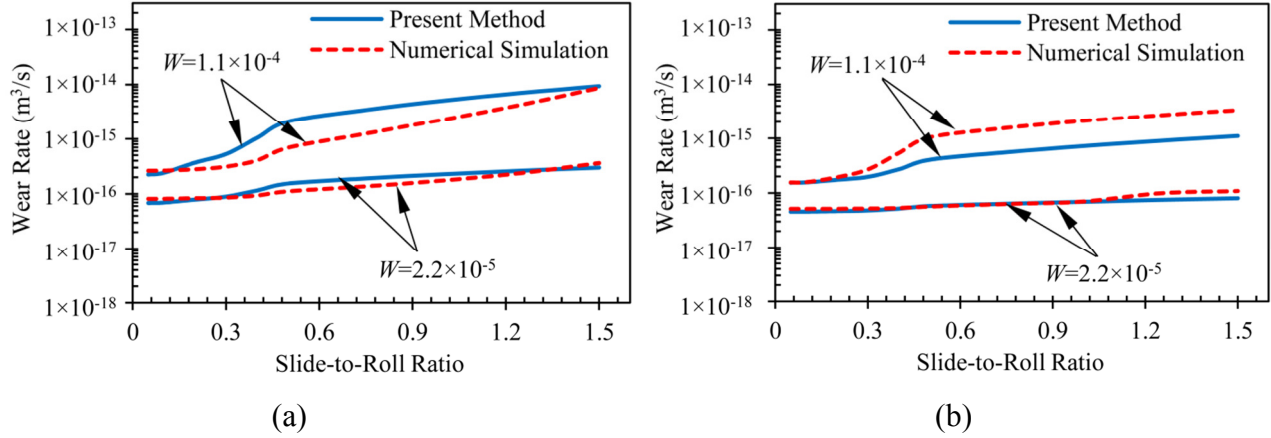 Present Method
Numerical Simulation
W=1.1×10⁻⁴
W=2.2×10⁻⁵
Wear Rate (m³/s)
1×10⁻¹³
1×10⁻¹⁴
1×10⁻¹⁵
1×10⁻¹⁶
1×10⁻¹⁷
1×10⁻¹⁸
0 0.3 0.6 0.9 1.2 1.5
Slide-to-Roll Ratio
(a)
Present Method
Numerical Simulation
W=1.1×10⁻⁴
W=2.2×10⁻⁵
Wear Rate (m³/s)
1×10⁻¹³
1×10⁻¹⁴
1×10⁻¹⁵
1×10⁻¹⁶
1×10⁻¹⁷
1×10⁻¹⁸
0 0.3 0.6 0.9 1.2 1.5
Slide-to-Roll Ratio
(b)